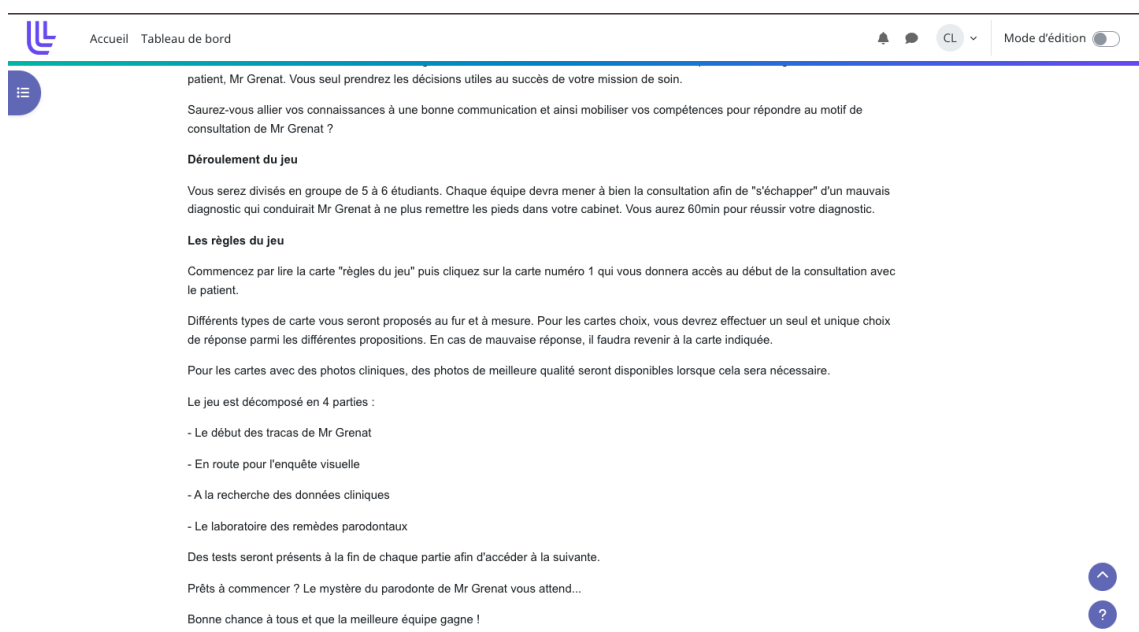 Accueil Tableau de bord
CL
Mode d'édition
patient, Mr Grenat. Vous seul prendrez les décisions utiles au succès de votre mission de soin.
Saurez-vous allier vos connaissances à une bonne communication et ainsi mobiliser vos compétences pour répondre au motif de
consultation de Mr Grenat ?
Déroulement du jeu
Vous serez divisés en groupe de 5 à 6 étudiants. Chaque équipe devra mener à bien la consultation afin de "s'échapper" d'un mauvais
diagnostic qui conduirait Mr Grenat à ne plus remettre les pieds dans votre cabinet. Vous aurez 60min pour réussir votre diagnostic.
Les règles du jeu
Commencez par lire la carte "règles du jeu" puis cliquez sur la carte numéro 1 qui vous donnera accès au début de la consultation avec
le patient.
Différents types de carte vous seront proposés au fur et à mesure. Pour les cartes choix, vous devrez effectuer un seul et unique choix
de réponse parmi les différentes propositions. En cas de mauvaise réponse, il faudra revenir à la carte indiquée.
Pour les cartes avec des photos cliniques, des photos de meilleure qualité seront disponibles lorsque cela sera nécessaire.
Le jeu est décomposé en 4 parties :
- Le début des tracas de Mr Grenat
- En route pour l'enquête visuelle
- A la recherche des données cliniques
- Le laboratoire des remèdes parodontaux
Des tests seront présents à la fin de chaque partie afin d'accéder à la suivante.
Prêts à commencer ? Le mystère du parodonte de Mr Grenat vous attend...
Bonne chance à tous et que la meilleure équipe gagne !
?